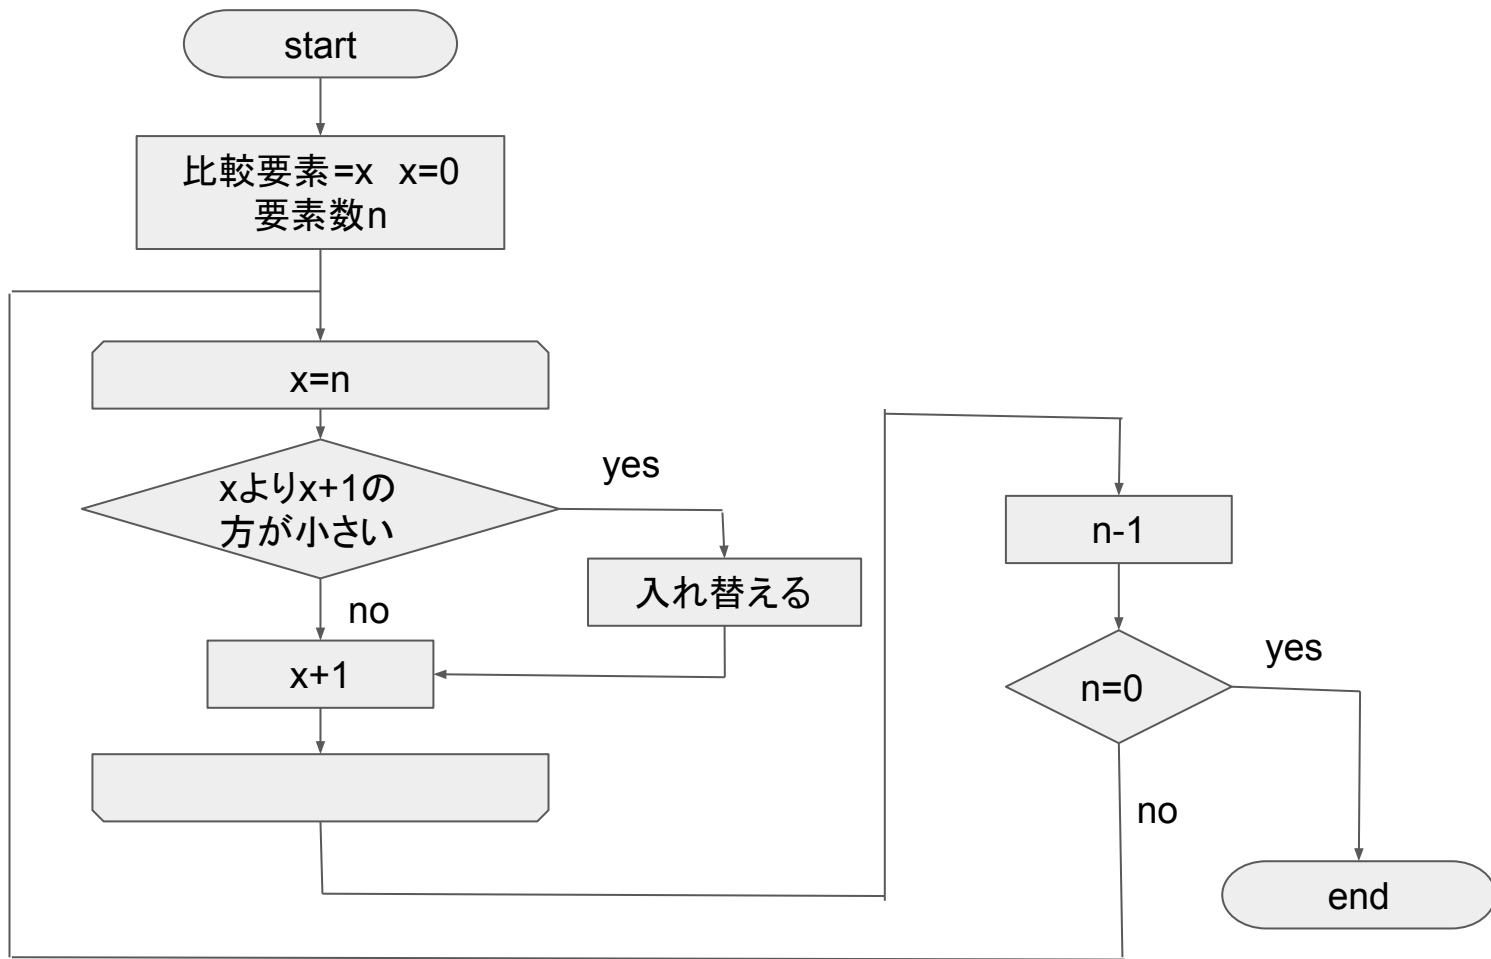 start
比較要素=x　x=0
要素数n
x=n
xよりx+1の
方が小さい
yes
入れ替える
no
x+1
n-1
n=0
yes
no
end